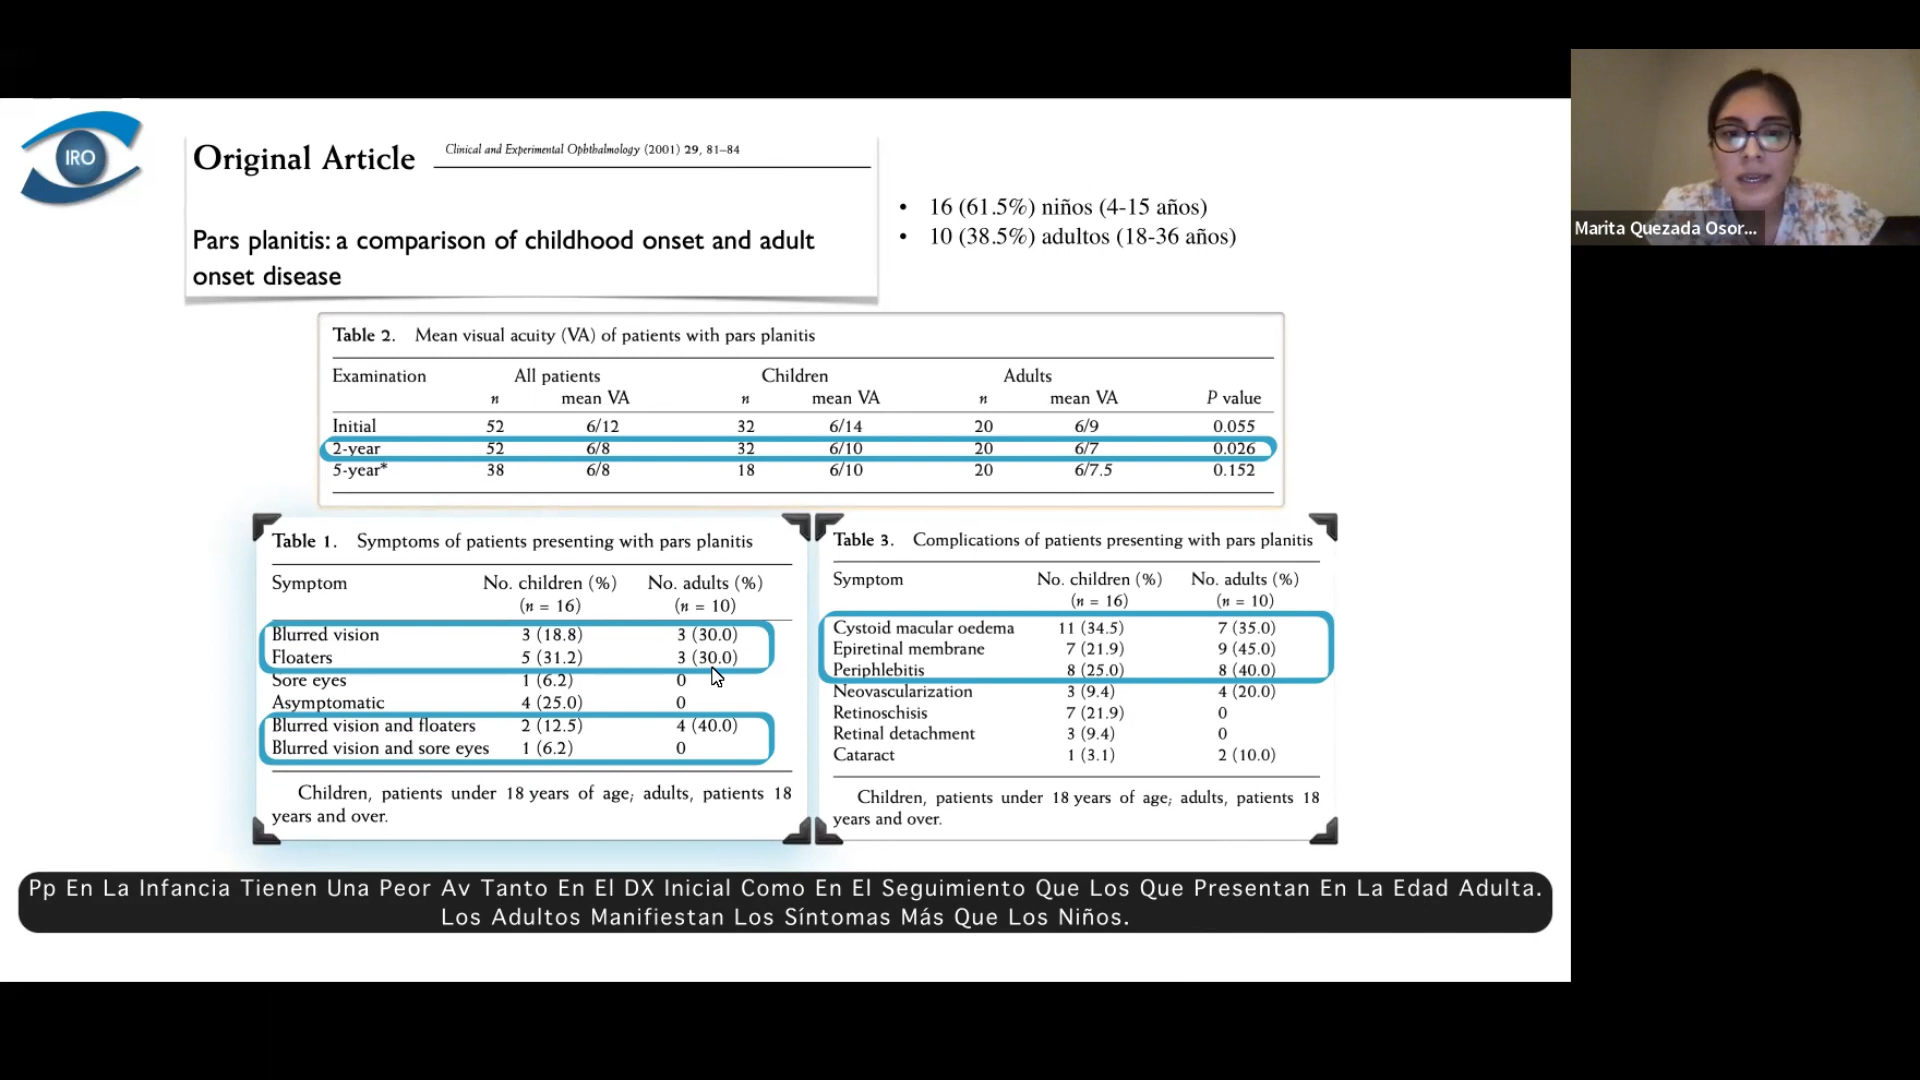 IRO
Original Article
Clinical and Experimental Ophthalmology (2001) 29, 81–84
Pars planitis: a comparison of childhood onset and adult
onset disease
• 16 (61.5%) niños (4-15 años)
• 10 (38.5%) adultos (18-36 años)
Marita Quezada Osor...
Table 2. Mean visual acuity (VA) of patients with pars planitis
Examination All patients Children Adults
n mean VA n mean VA n mean VA P value
Initial 52 6/12 32 6/14 20 6/9 0.055
2-year 52 6/8 32 6/10 20 6/7 0.026
5-year* 38 6/8 18 6/10 20 6/7.5 0.152
Table 1. Symptoms of patients presenting with pars planitis
Symptom No. children (%) No. adults (%)
(n = 16) (n = 10)
Blurred vision 3 (18.8) 3 (30.0)
Floaters 5 (31.2) 3 (30.0)
Sore eyes 1 (6.2) 0
Asymptomatic 4 (25.0) 0
Blurred vision and floaters 2 (12.5) 4 (40.0)
Blurred vision and sore eyes 1 (6.2) 0
Children, patients under 18 years of age; adults, patients 18
years and over.
Table 3. Complications of patients presenting with pars planitis
Symptom No. children (%) No. adults (%)
(n = 16) (n = 10)
Cystoid macular oedema 11 (34.5) 7 (35.0)
Epiretinal membrane 7 (21.9) 9 (45.0)
Periphlebitis 8 (25.0) 8 (40.0)
Neovascularization 3 (9.4) 4 (20.0)
Retinoschisis 7 (21.9) 0
Retinal detachment 3 (9.4) 0
Cataract 1 (3.1) 2 (10.0)
Children, patients under 18 years of age; adults, patients 18
years and over.
Pp En La Infancia Tienen Una Peor Av Tanto En El DX Inicial Como En El Seguimiento Que Los Que Presentan En La Edad Adulta.
Los Adultos Manifiestan Los Síntomas Más Que Los Niños.